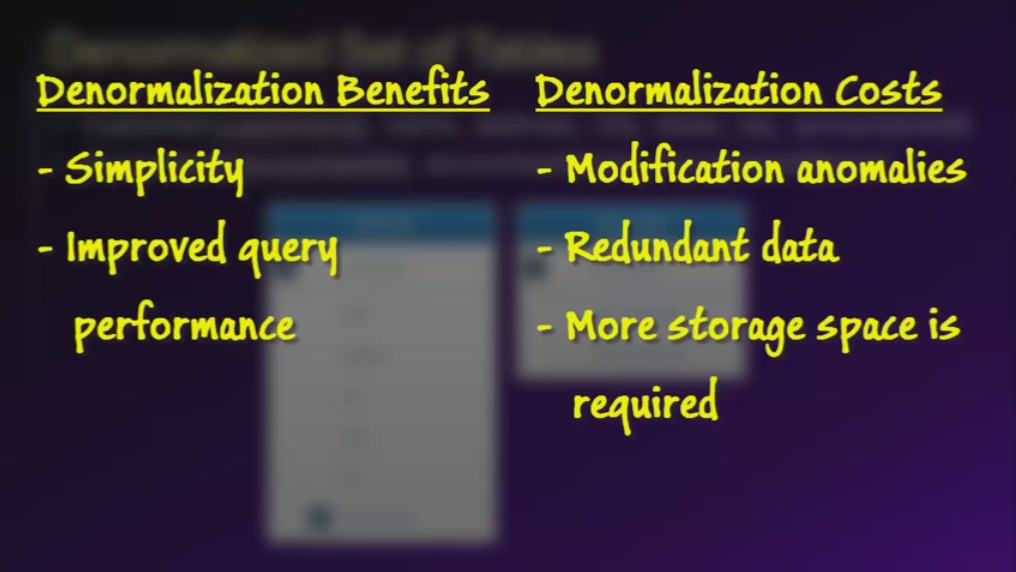 Denormalization Benefits
- Simplicity
- Improved query
performance
Denormalization Costs
- Modification anomalies
- Redundant data
- More storage space is
required